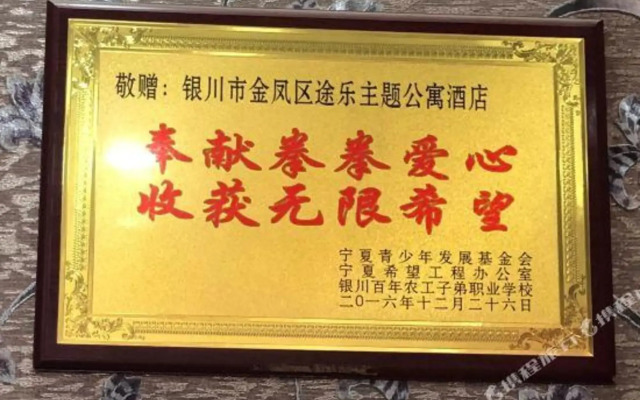 敬赠：银川市金凤区途乐主题公寓酒店
奉献拳拳爱心
收获无限希望
宁夏青少年发展基金会
宁夏希望工程办公室
银川百年农工子弟职业学校
二○一六年十二月二十六日